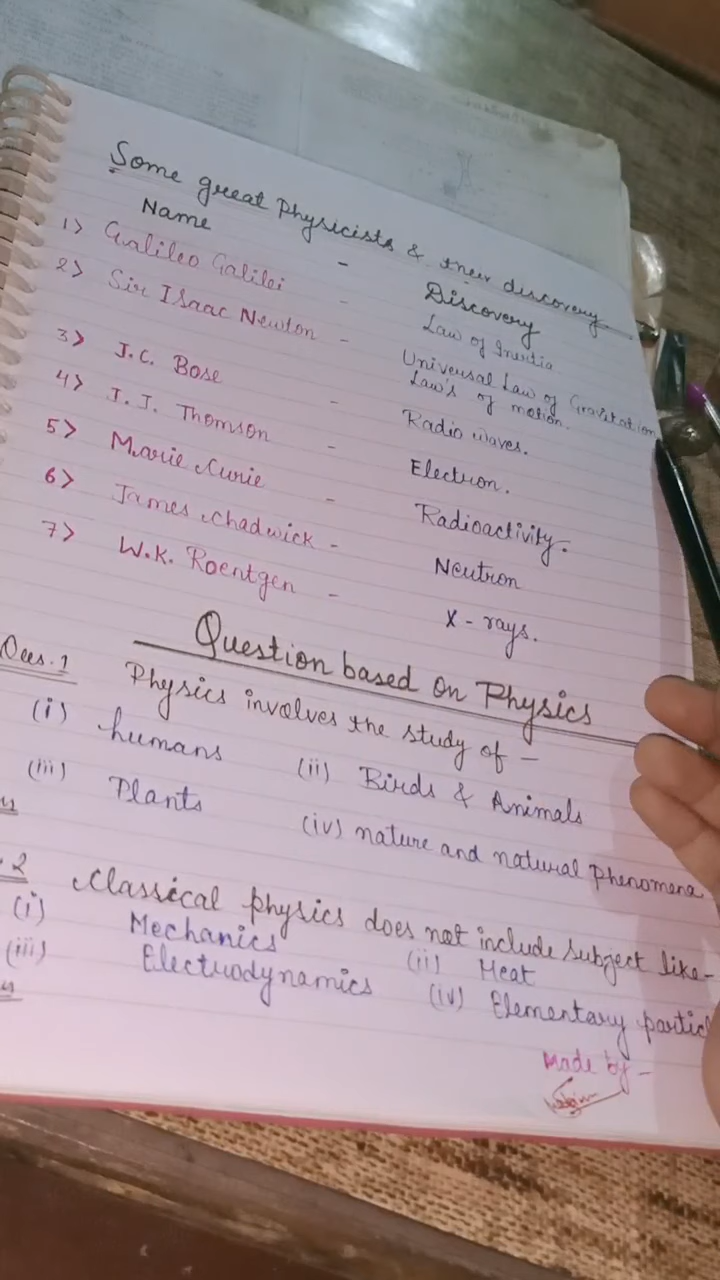 Some great Physicists & their discovery
Name - Discovery
1> Galileo Galilei - Law of Inertia
2> Sir Isaac Newton - Universal Law of Gravitation
Law's of motion.
3> J.C. Bose - Radio waves.
4> J.J. Thomson - Electron.
5> Marie Curie - Radioactivity.
6> James Chadwick - Neutron
7> W.K. Roentgen - X-rays.
Question based on Physics
Ques.1 Physics involves the study of -
(i) humans (ii) Birds & Animals
(iii) Plants (iv) nature and natural phenomena
.2 Classical physics does not include subject like-
(i) Mechanics (ii) Heat
(iii) Electrodynamics (iv) Elementary partic
Made by -